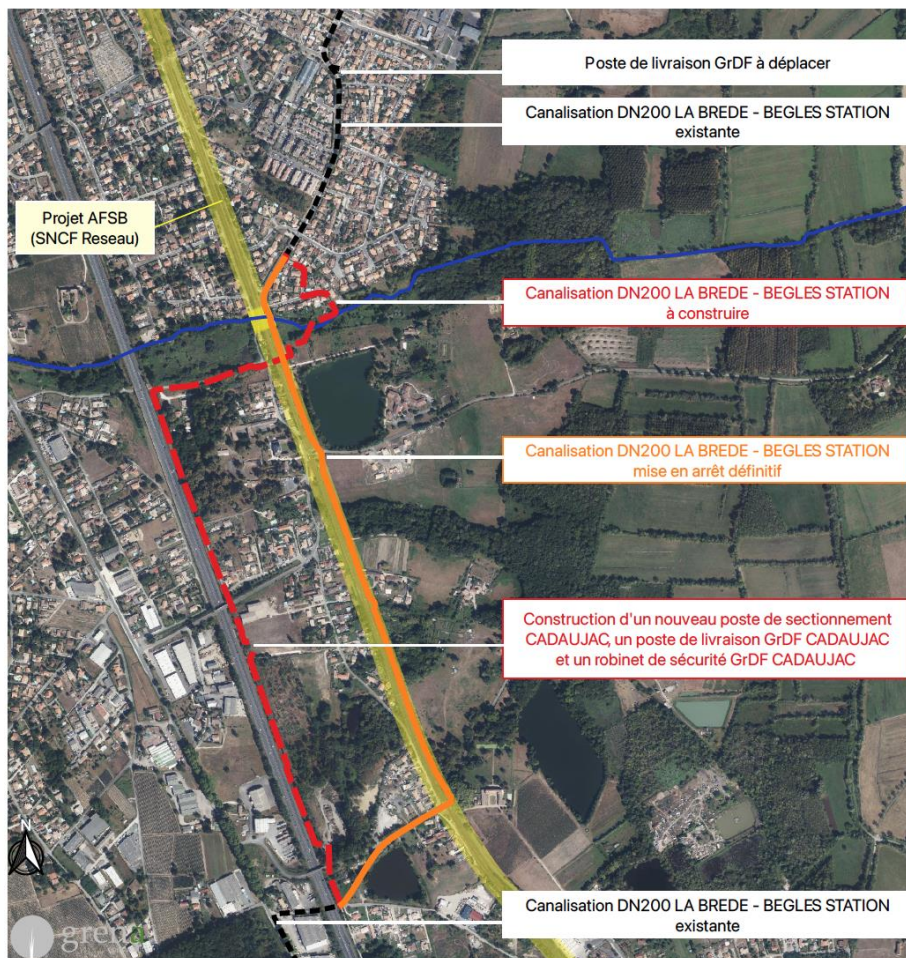 Poste de livraison GrDF à déplacer
Canalisation DN200 LA BREDE - BEGLES STATION
existante
Projet AFSB
(SNCF Reseau)
Canalisation DN200 LA BREDE - BEGLES STATION
à construire
Canalisation DN200 LA BREDE - BEGLES STATION
mise en arrêt définitif
Construction d'un nouveau poste de sectionnement
CADAUJAC, un poste de livraison GrDF CADAUJAC
et un robinet de sécurité GrDF CADAUJAC
N
Canalisation DN200 LA BREDE - BEGLES STATION
existante
grena